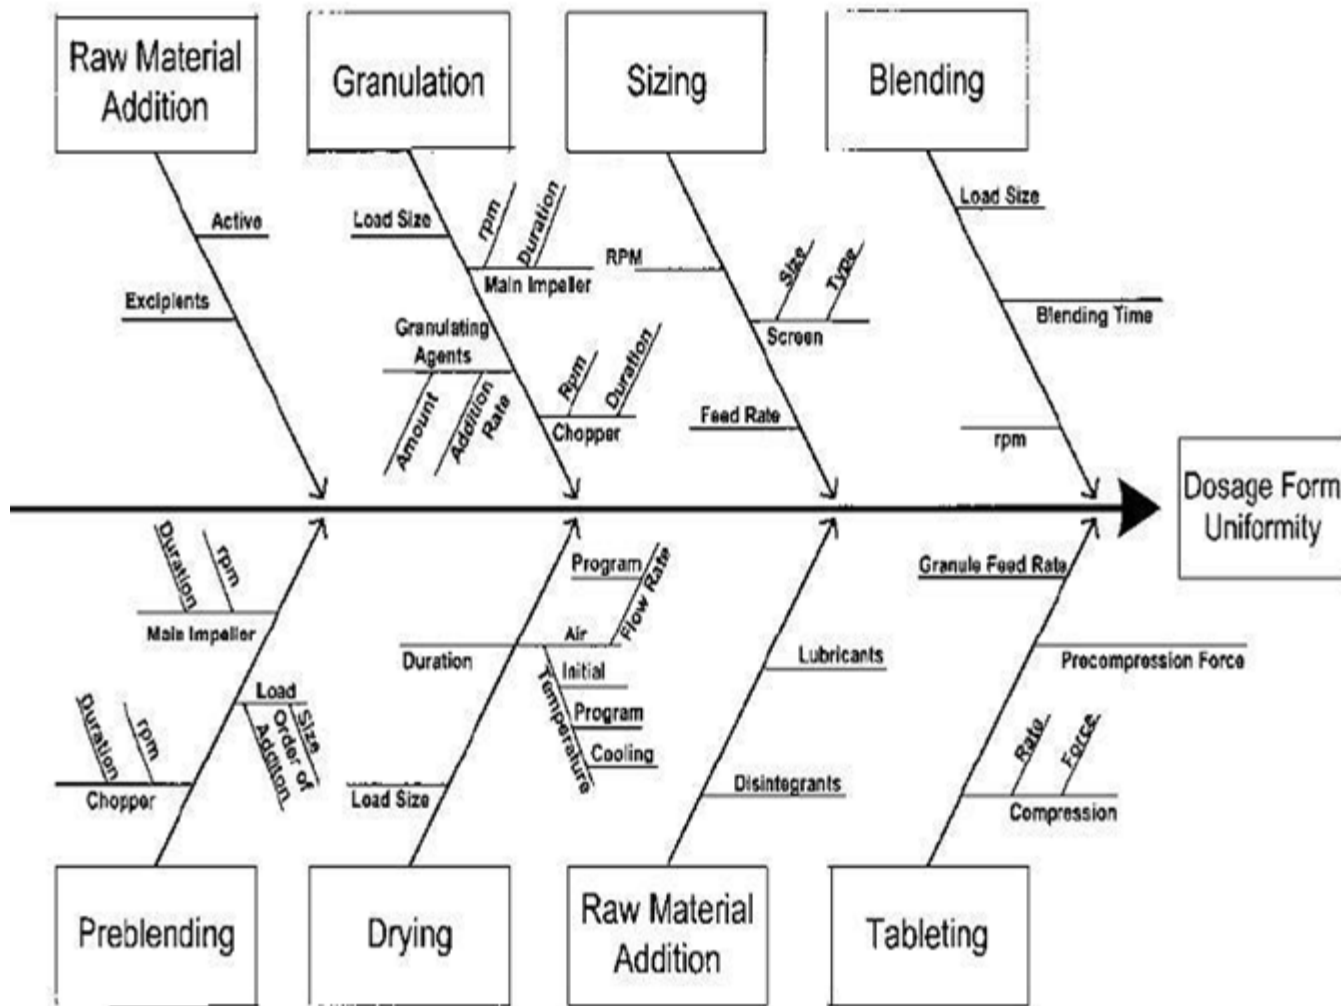 Raw Material
Addition
Granulation
Sizing
Blending
Active
Excipients
Load Size
rpm
Duration
Main Impeller
Granulating
Agents
Amount
Addition
Rate
Rpm
Duration
Chopper
RPM
Size
Type
Screen
Feed Rate
Load Size
Blending Time
rpm
Dosage Form
Uniformity
Duration
rpm
Main Impeller
Load
Size
Order of
Additon
Duration
rpm
Chopper
Program
Flow Rate
Air
Duration
Initial
Temperature
Program
Cooling
Load Size
Lubricants
Disintegrants
Granule Feed Rate
Precompression Force
Rate
Force
Compression
Preblending
Drying
Raw Material
Addition
Tableting